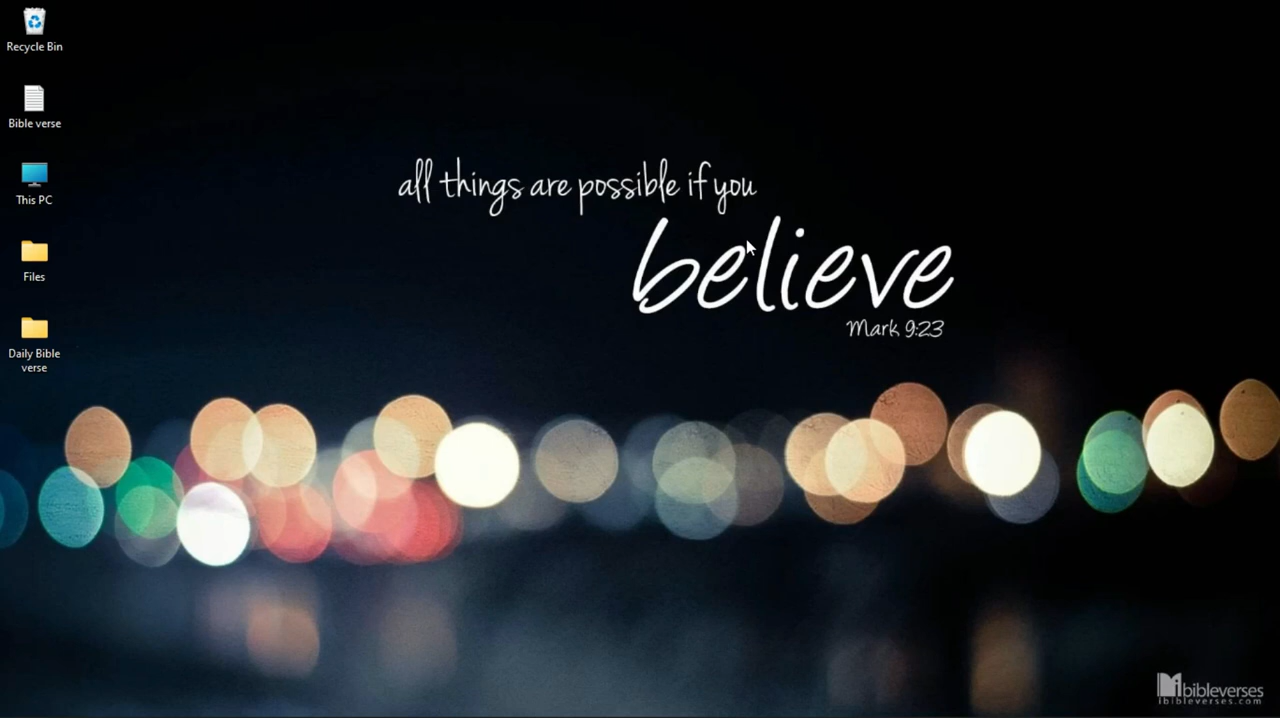 Recycle Bin
Bible verse
This PC
Files
Daily Bible
verse
all things are possible if you
believe
Mark 9:23
ibibleverses
ibibleverses.com